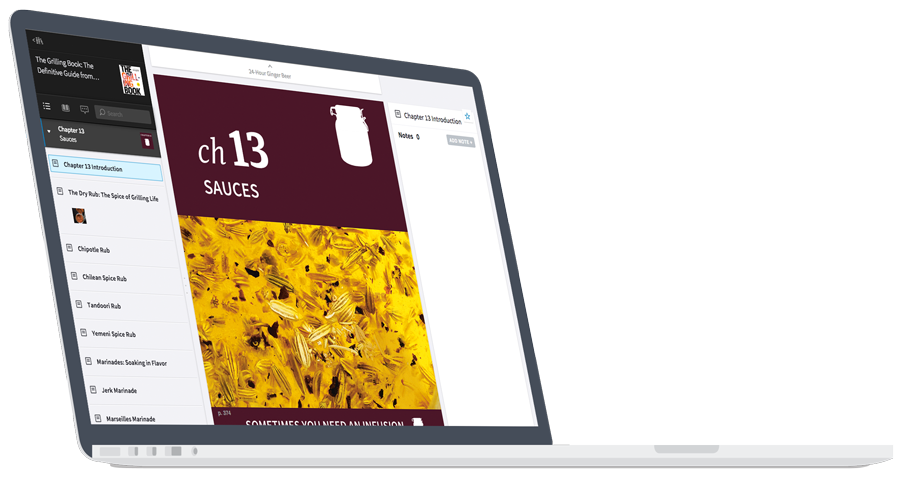 The Grilling Book: The
Definitive Guide from...
THE
GRILL-
ING
BOOK
Search
Chapter 13
Sauces
Chapter 13 Introduction
The Dry Rub: The Spice of Grilling Life
Chipotle Rub
Chilean Spice Rub
Tandoori Rub
Yemeni Spice Rub
Marinades: Soaking in Flavor
Jerk Marinade
Marseilles Marinade
24-Hour Ginger Beer
ch 13
SAUCES
p. 374
SOMETIMES YOU NEED AN INFUSION
Chapter 13 Introduction
Notes 0
ADD NOTE +